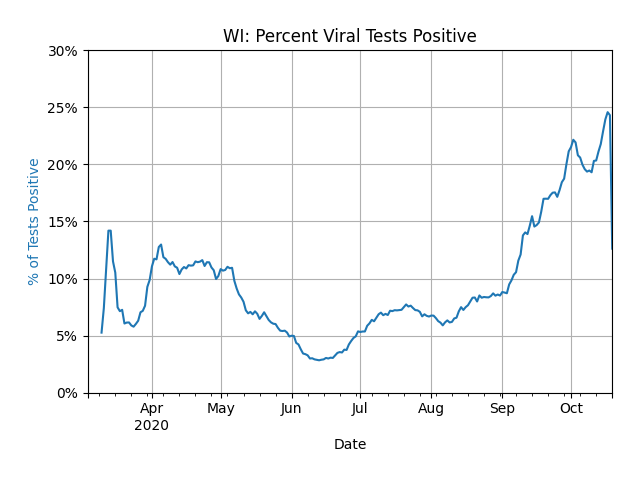 WI: Percent Viral Tests Positive
30%
25%
20%
15%
10%
5%
0%
% of Tests Positive
Apr May Jun Jul Aug Sep Oct
2020
Date